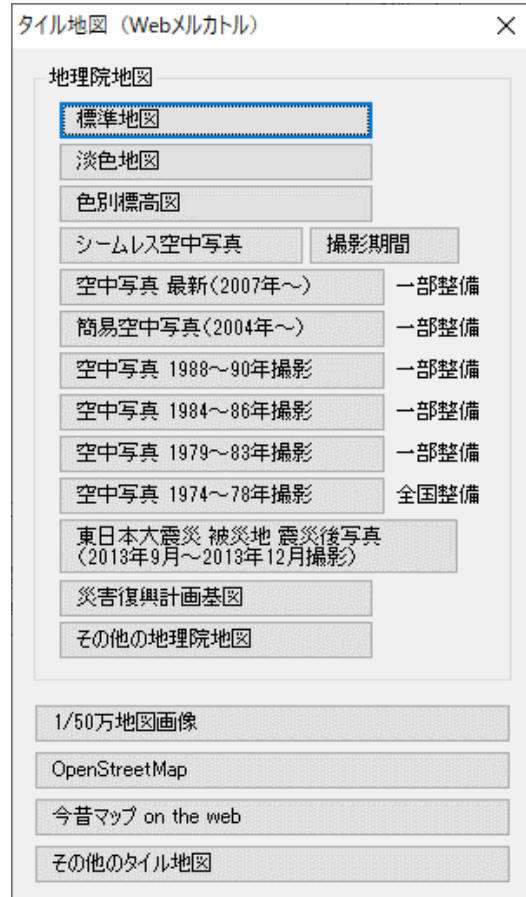 タイル地図（Webメルカトル）
地理院地図
標準地図
淡色地図
色別標高図
シームレス空中写真 撮影期間
空中写真 最新(2007年～) 一部整備
簡易空中写真(2004年～) 一部整備
空中写真 1988～90年撮影 一部整備
空中写真 1984～86年撮影 一部整備
空中写真 1979～83年撮影 一部整備
空中写真 1974～78年撮影 全国整備
東日本大震災 被災地 震災後写真
(2013年9月～2013年12月撮影)
災害復興計画基図
その他の地理院地図
1/50万地図画像
OpenStreetMap
今昔マップ on the web
その他のタイル地図